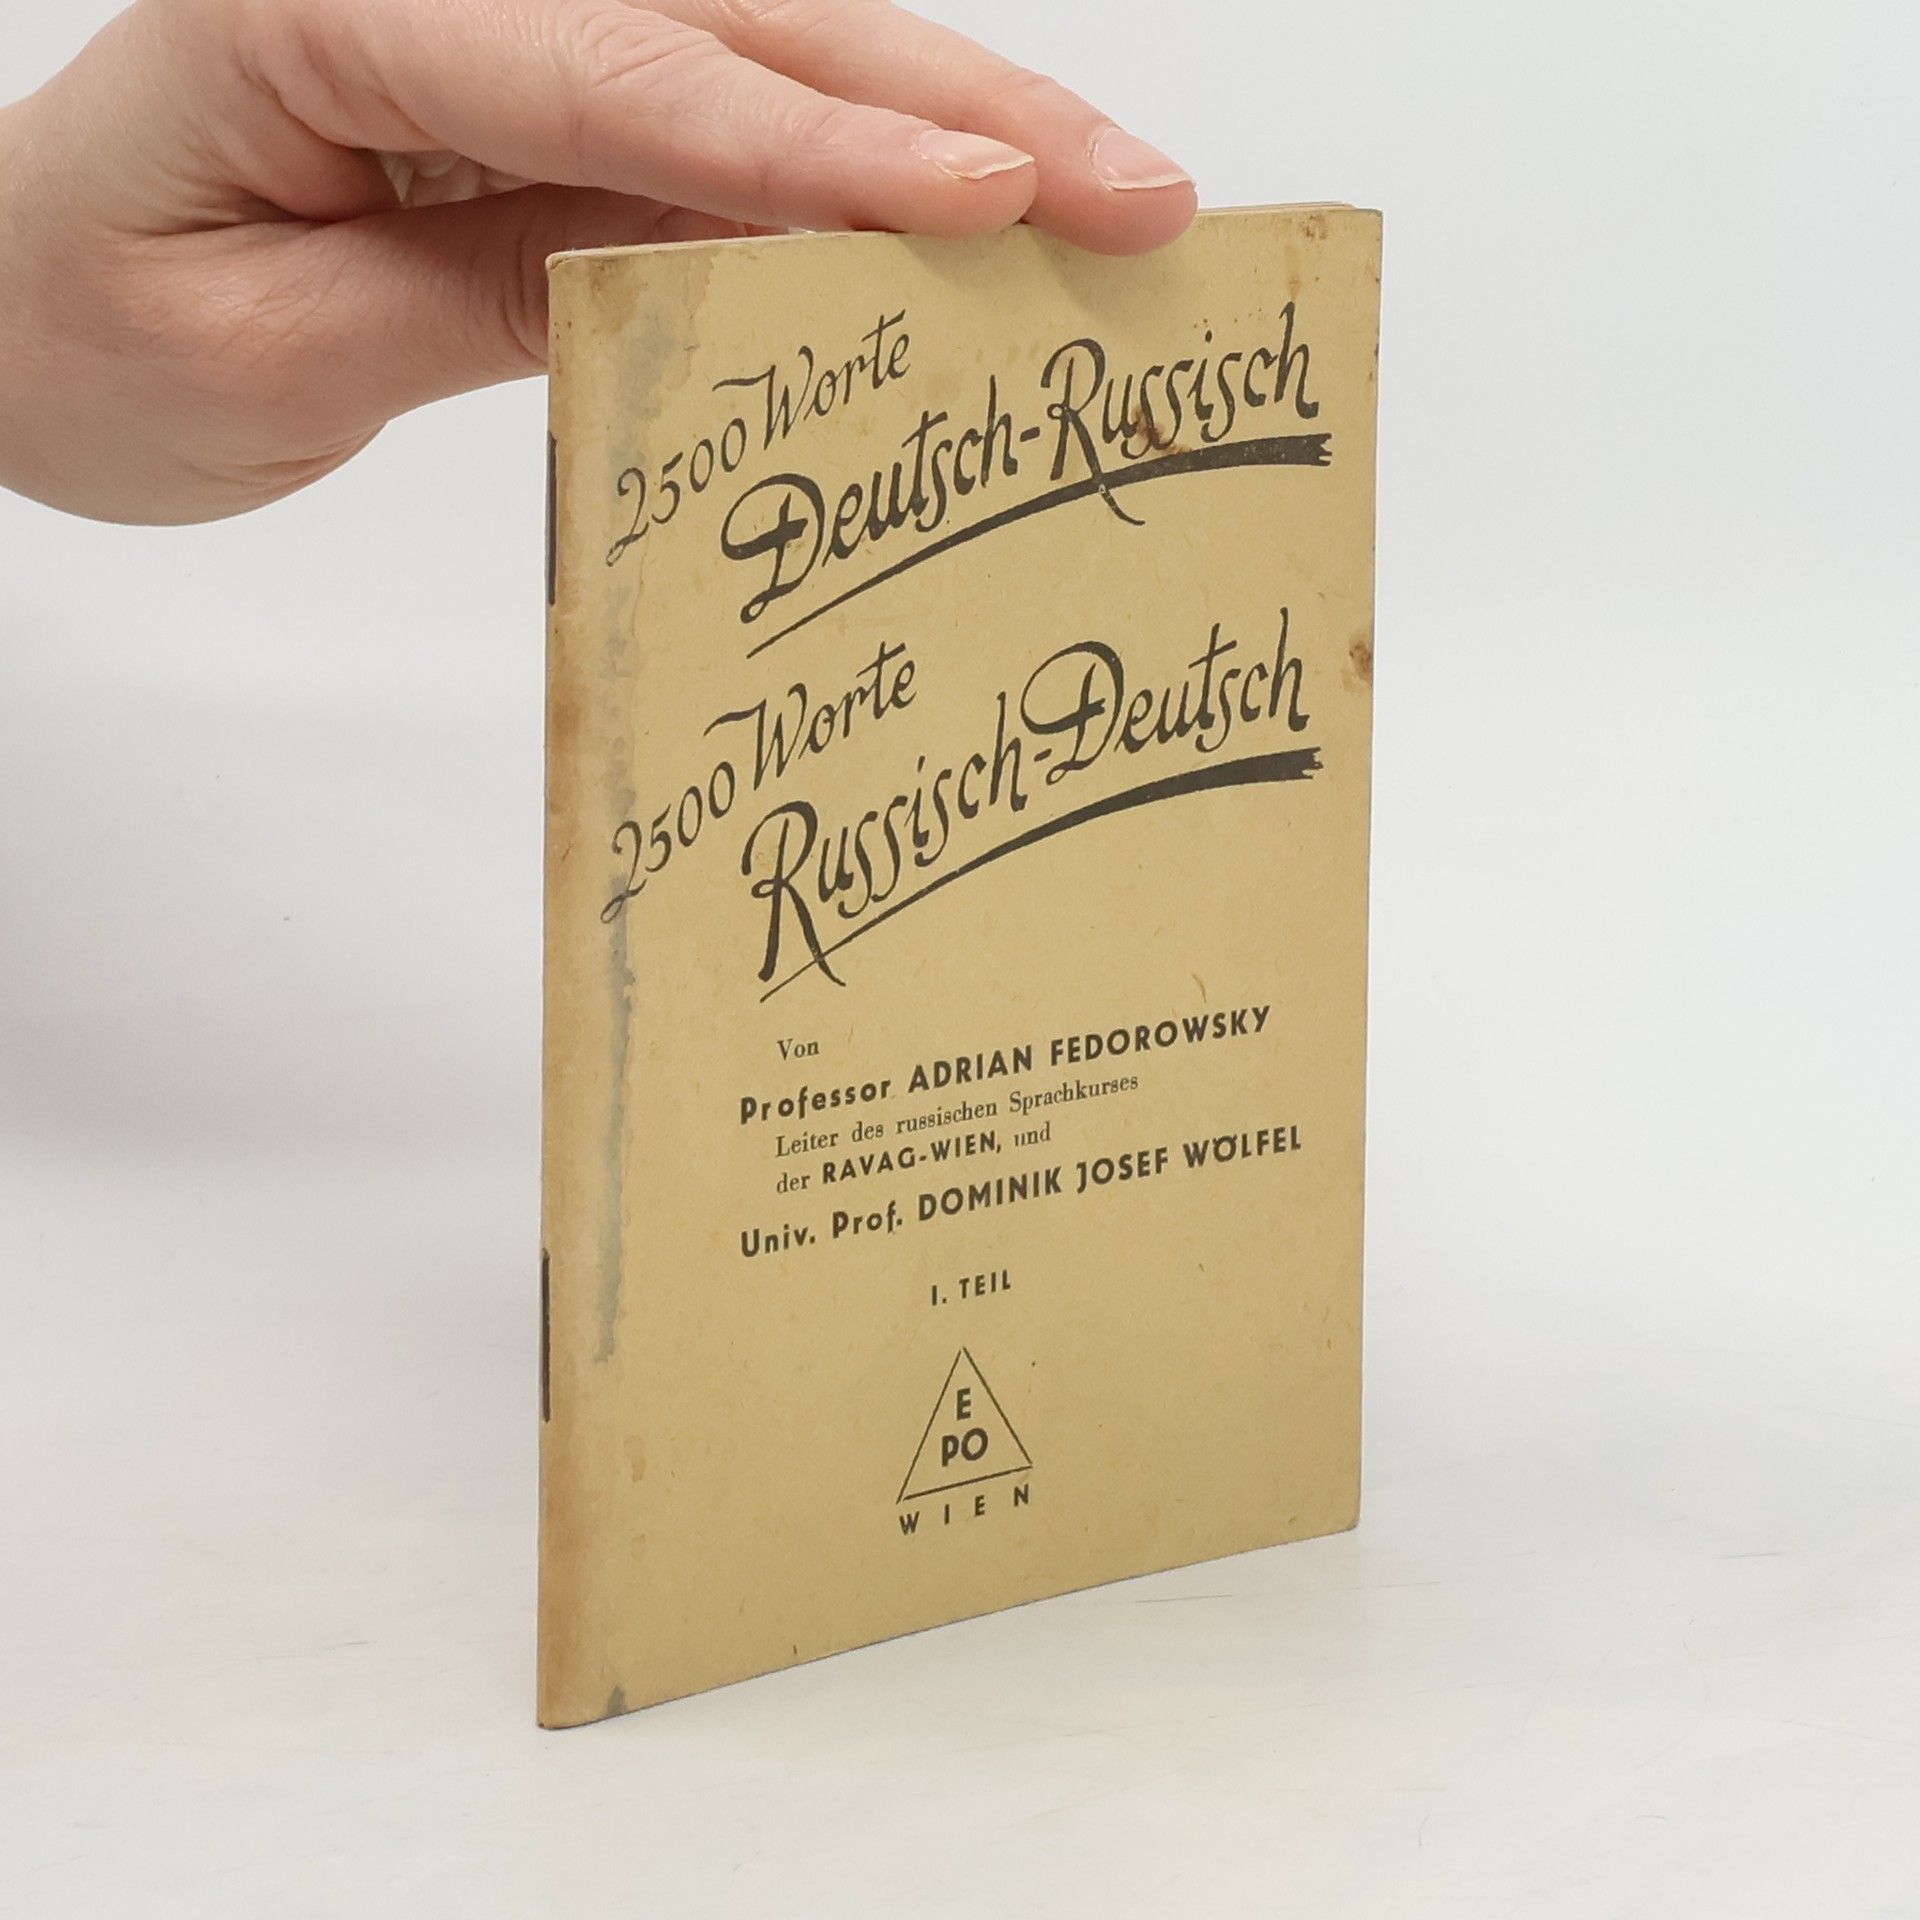 2500 Worte
Deutsch-Russisch
2500 Worte
Russisch-Deutsch
Von
Professor ADRIAN FEDOROWSKY
Leiter des russischen Sprachkurses
der RAVAG-WIEN, und
Univ. Prof. DOMINIK JOSEF WÖLFEL
I. TEIL
E
PO
WIEN